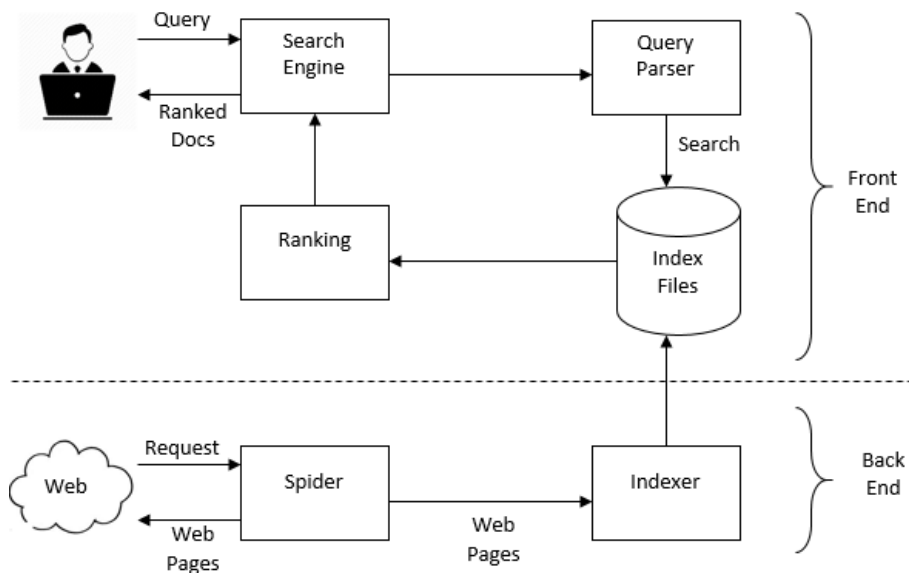 Query
Search
Engine
Query
Parser
Ranked
Docs
Search
Front
End
Ranking
Index
Files
Request
Web
Spider
Indexer
Back
End
Web
Pages
Web
Pages